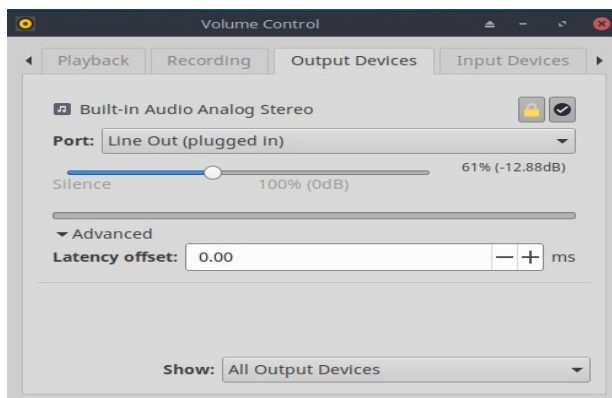 Volume Control
Playback Recording Output Devices Input Devices
Built-in Audio Analog Stereo
Port: Line Out (plugged in)
61% (-12.88dB)
Silence 100% (0dB)
Advanced
Latency offset: 0.00 ms
Show: All Output Devices